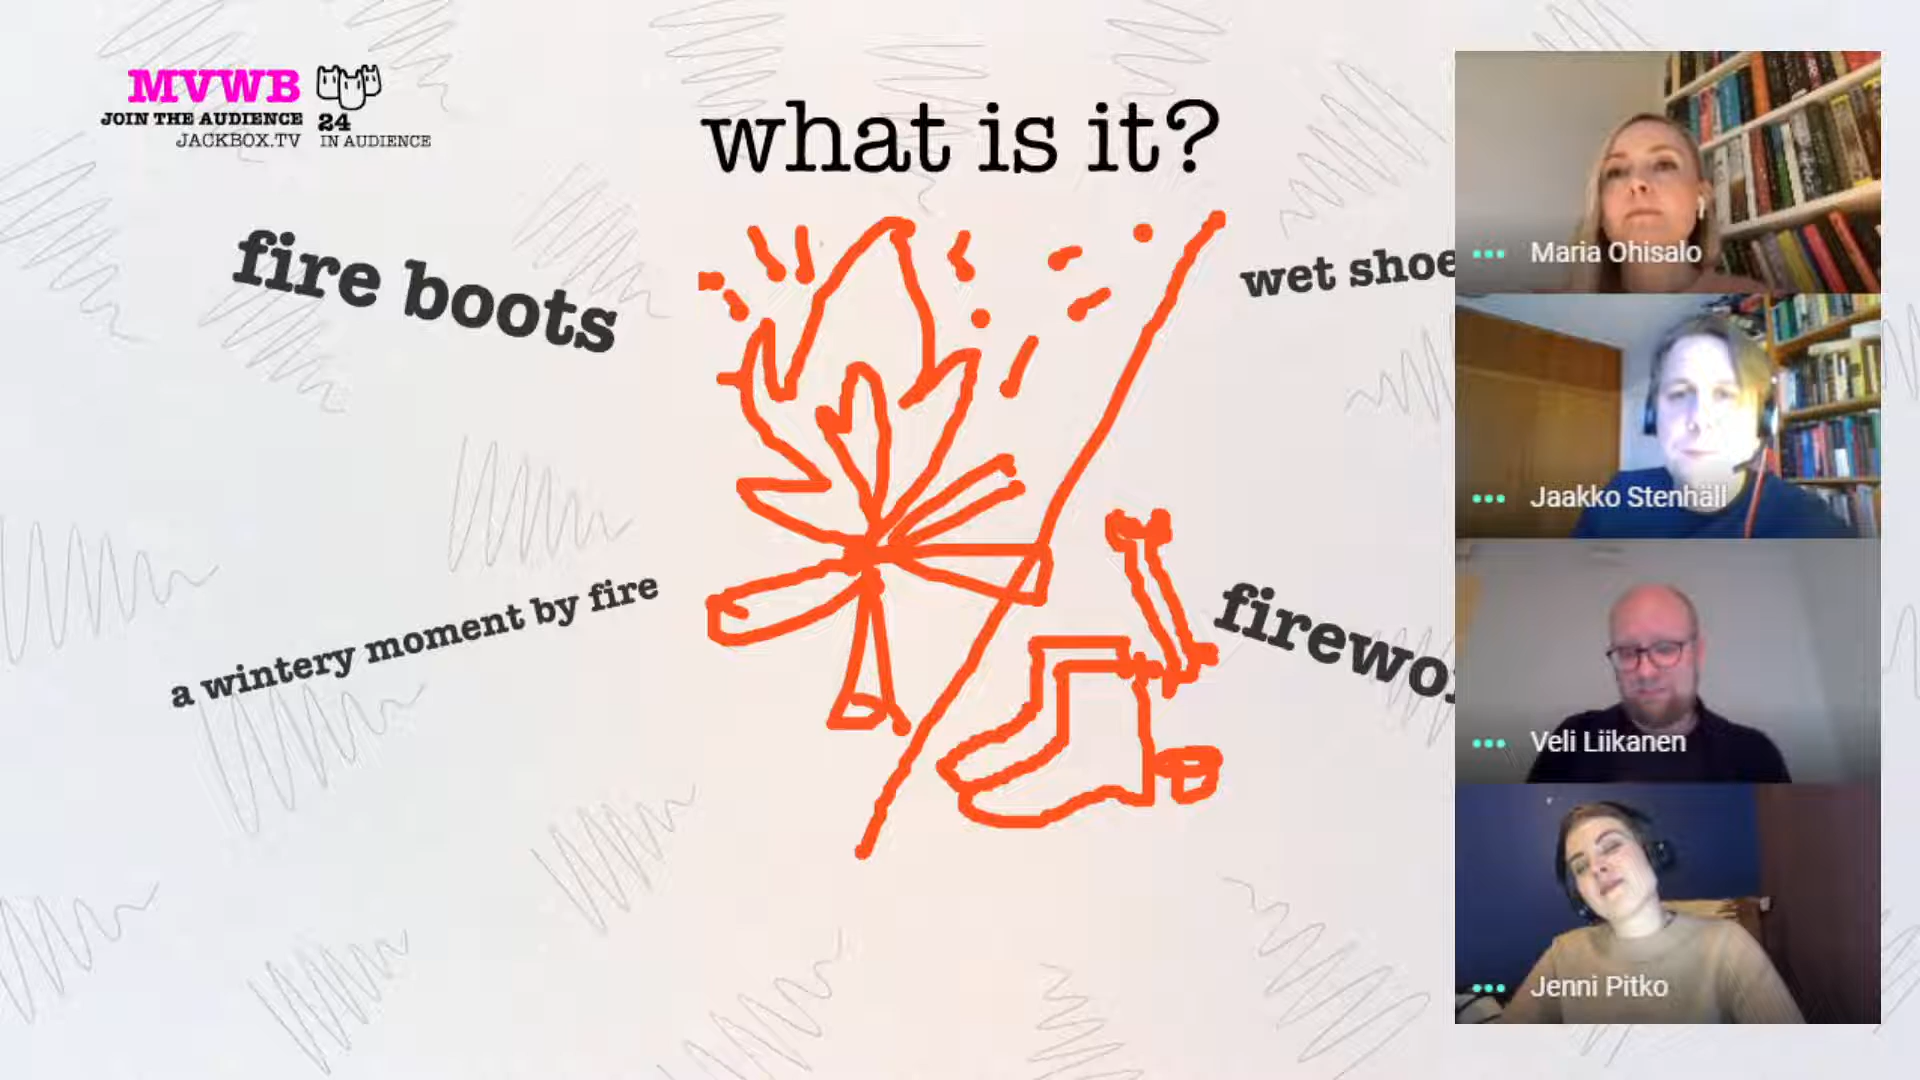 MVWB
JOIN THE AUDIENCE
JACKBOX.TV
24
IN AUDIENCE
what is it?
fire boots
wet shoe
a wintery moment by fire
firewo
Maria Ohisalo
Jaakko Stenhäll
Veli Liikanen
Jenni Pitko